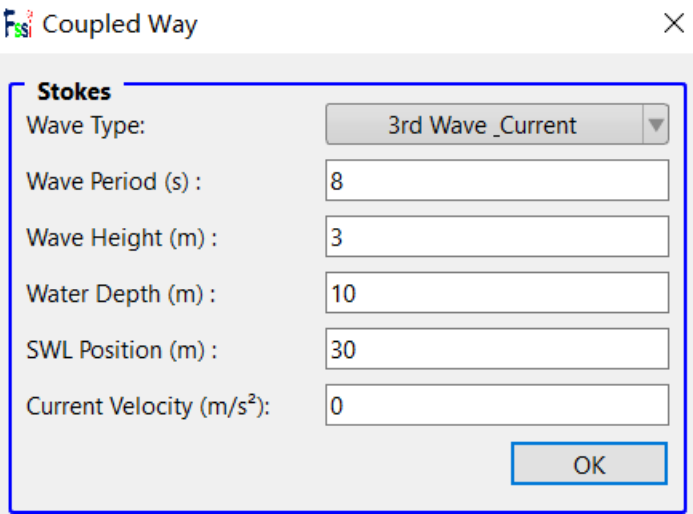 Fssi Coupled Way
Stokes
Wave Type: 3rd Wave _Current
Wave Period (s) : 8
Wave Height (m) : 3
Water Depth (m) : 10
SWL Position (m) : 30
Current Velocity (m/s²): 0
OK